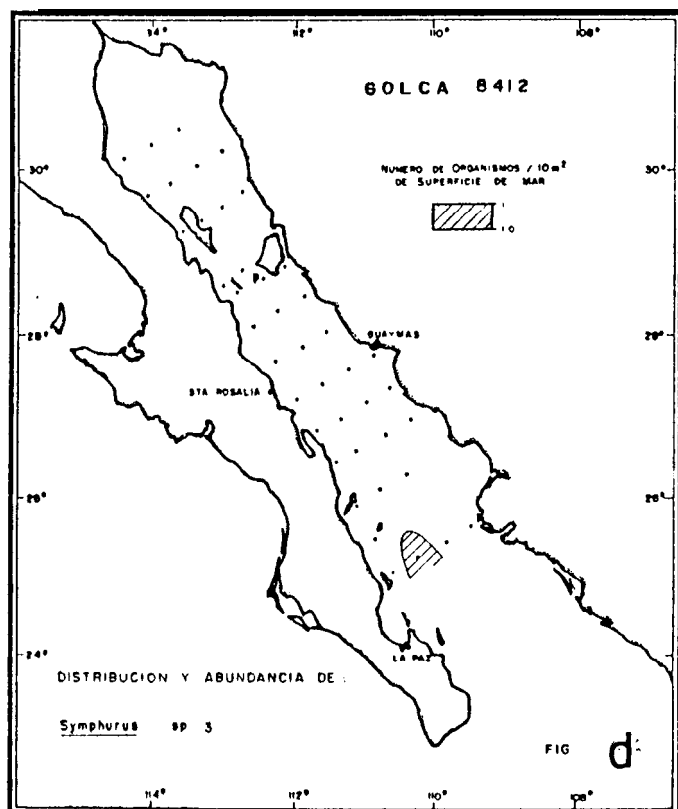 114° 112° 110° 108°
GOLCA 8412
NUMERO DE ORGANISMOS / 10 m²
DE SUPERFICIE DE MAR
1
10
30° 30°
GUAYMAS
28° 28°
STA ROSALIA
26° 26°
LA PAZ
24° 24°
DISTRIBUCION Y ABUNDANCIA DE :
Symphurus sp 3
FIG d
114° 112° 110° 108°